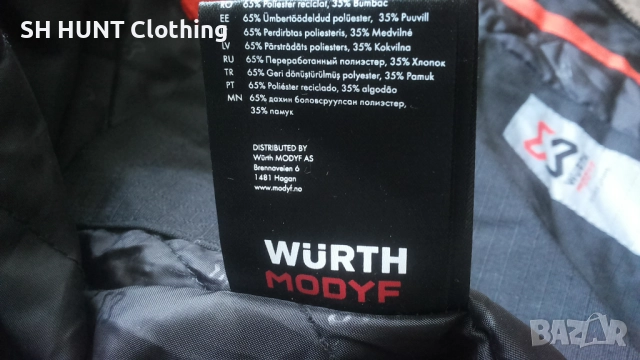 SH HUNT Clothing
RO 65% Poliester reciclat, 35% Bumbac
EE 65% Ümbertöödeldud polüester, 35% Puuvill
LT 65% Perdirbtas poliesteris, 35% Medvilnė
LV 65% Pārstrādāts poliesters, 35% Kokvilna
RU 65% Переработанный полиэстер, 35% Хлопок
TR 65% Geri dönüştürülmüş polyester, 35% Pamuk
PT 65% Poliéster reciclado, 35% algodão
MN 65% дахин боловсруулсан полиэстер,
35% памук
DISTRIBUTED BY
Würth MODYF AS
Brennaveien 6
1481 Hagan
www.modyf.no
WÜRTH
MODYF
WÜRTH
BAZAR